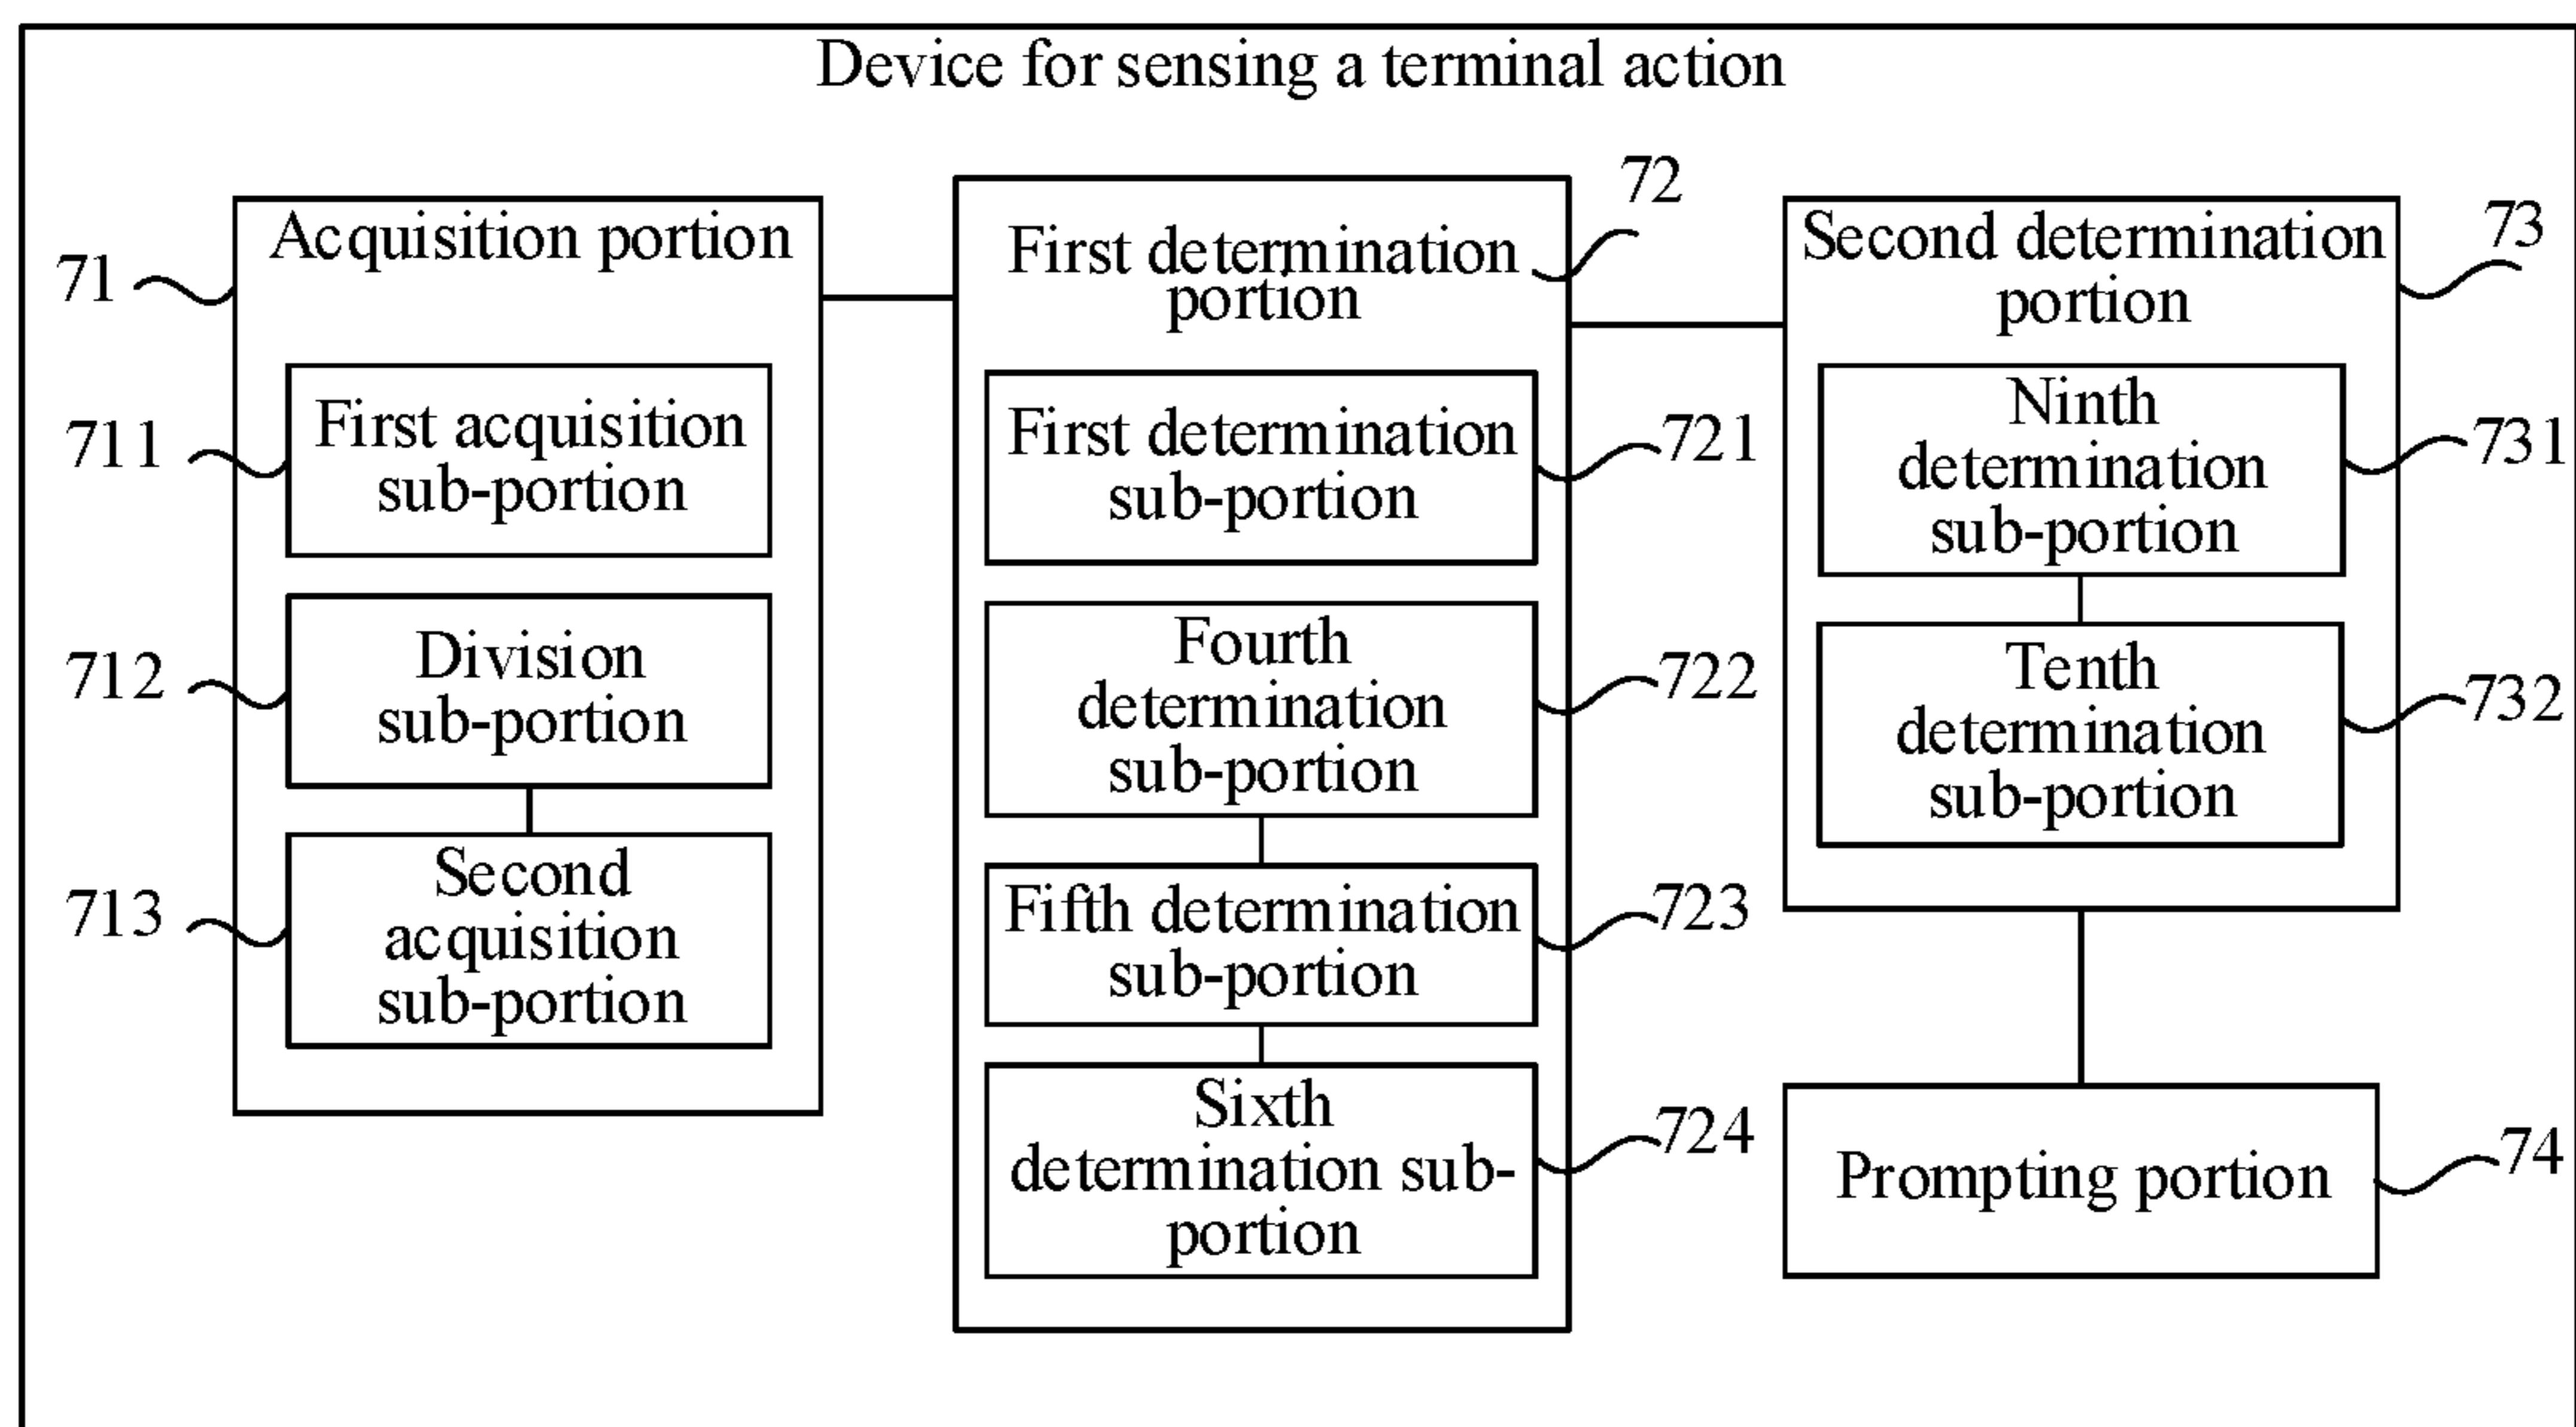 Device for sensing a terminal action
71
Acquisition portion
711
First acquisition
sub-portion
712
Division
sub-portion
713
Second
acquisition
sub-portion
72
First determination
portion
First determination
sub-portion
721
Fourth
determination
sub-portion
722
Fifth determination
sub-portion
723
Sixth
determination sub-
portion
724
Second determination
portion
73
Ninth
determination
sub-portion
731
Tenth
determination
sub-portion
732
Prompting portion
74